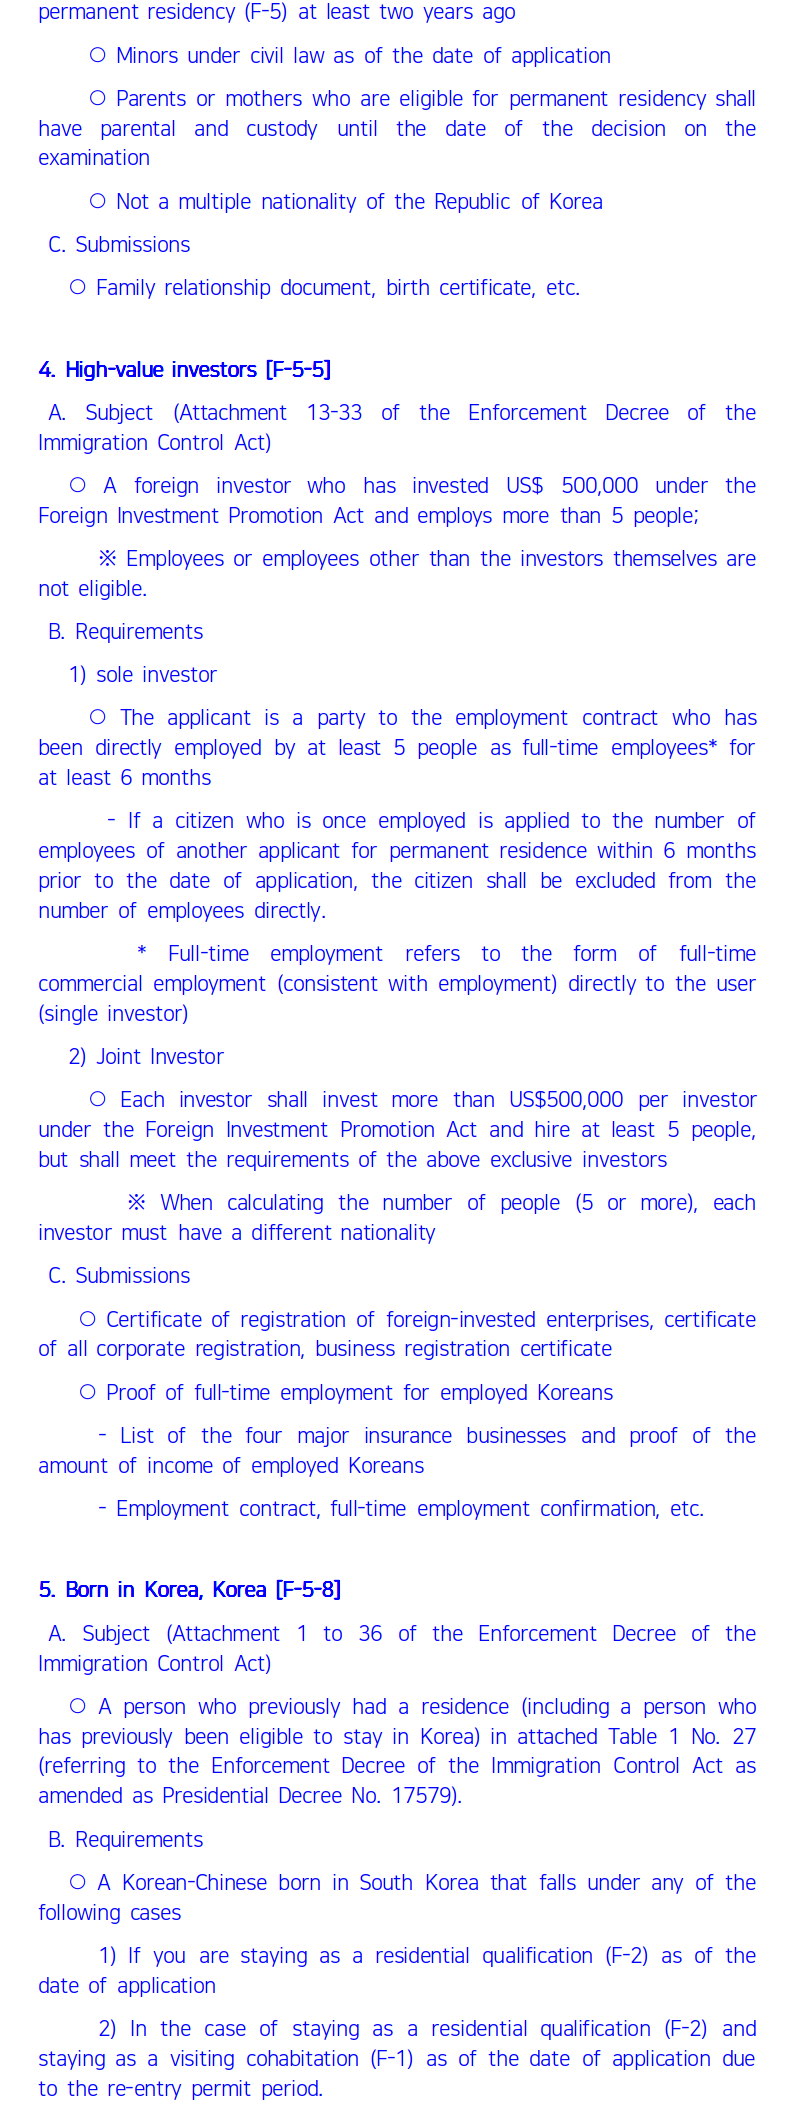 permanent residency (F-5) at least two years ago
○ Minors under civil law as of the date of application
○ Parents or mothers who are eligible for permanent residency shall
have parental and custody until the date of the decision on the
examination
○ Not a multiple nationality of the Republic of Korea
C. Submissions
○ Family relationship document, birth certificate, etc.
4. High-value investors [F-5-5]
A. Subject (Attachment 13-33 of the Enforcement Decree of the
Immigration Control Act)
○ A foreign investor who has invested US$ 500,000 under the
Foreign Investment Promotion Act and employs more than 5 people;
※ Employees or employees other than the investors themselves are
not eligible.
B. Requirements
1) sole investor
○ The applicant is a party to the employment contract who has
been directly employed by at least 5 people as full-time employees* for
at least 6 months
- If a citizen who is once employed is applied to the number of
employees of another applicant for permanent residence within 6 months
prior to the date of application, the citizen shall be excluded from the
number of employees directly.
* Full-time employment refers to the form of full-time
commercial employment (consistent with employment) directly to the user
(single investor)
2) Joint Investor
○ Each investor shall invest more than US$500,000 per investor
under the Foreign Investment Promotion Act and hire at least 5 people,
but shall meet the requirements of the above exclusive investors
※ When calculating the number of people (5 or more), each
investor must have a different nationality
C. Submissions
○ Certificate of registration of foreign-invested enterprises, certificate
of all corporate registration, business registration certificate
○ Proof of full-time employment for employed Koreans
- List of the four major insurance businesses and proof of the
amount of income of employed Koreans
- Employment contract, full-time employment confirmation, etc.
5. Born in Korea, Korea [F-5-8]
A. Subject (Attachment 1 to 36 of the Enforcement Decree of the
Immigration Control Act)
○ A person who previously had a residence (including a person who
has previously been eligible to stay in Korea) in attached Table 1 No. 27
(referring to the Enforcement Decree of the Immigration Control Act as
amended as Presidential Decree No. 17579).
B. Requirements
○ A Korean-Chinese born in South Korea that falls under any of the
following cases
1) If you are staying as a residential qualification (F-2) as of the
date of application
2) In the case of staying as a residential qualification (F-2) and
staying as a visiting cohabitation (F-1) as of the date of application due
to the re-entry permit period.